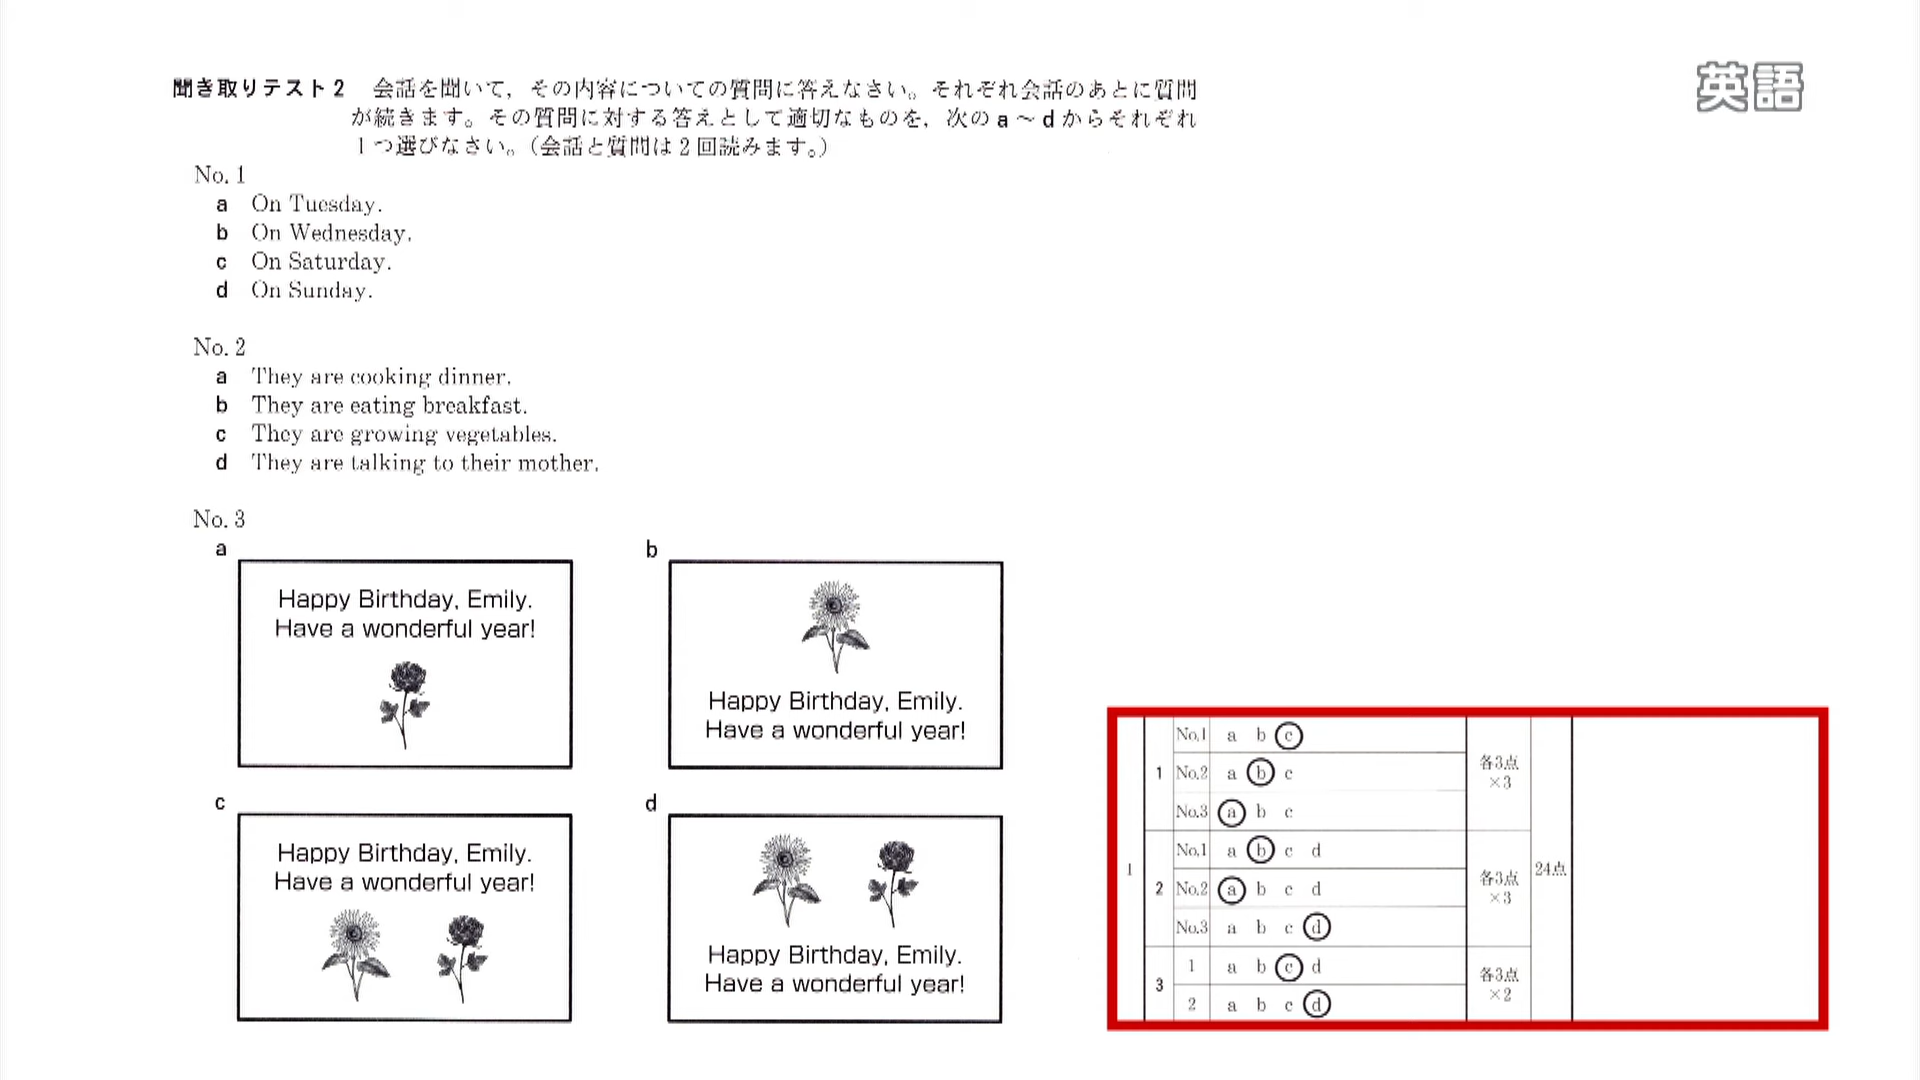 英語
聞き取りテスト2 会話を聞いて，その内容についての質問に答えなさい。それぞれ会話のあとに質問
が続きます。その質問に対する答えとして適切なものを，次のa～dからそれぞれ
1つ選びなさい。（会話と質問は2回読みます。）
No. 1
a On Tuesday.
b On Wednesday.
c On Saturday.
d On Sunday.
No. 2
a They are cooking dinner.
b They are eating breakfast.
c They are growing vegetables.
d They are talking to their mother.
No. 3
a
Happy Birthday, Emily.
Have a wonderful year!
b
Happy Birthday, Emily.
Have a wonderful year!
c
Happy Birthday, Emily.
Have a wonderful year!
d
Happy Birthday, Emily.
Have a wonderful year!
1
1
No.1 a b c
No.2 a b c
No.3 a b c
各3点
×3
2
No.1 a b c d
No.2 a b c d
No.3 a b c d
各3点
×3
3
1 a b c d
2 a b c d
各3点
×2
24点